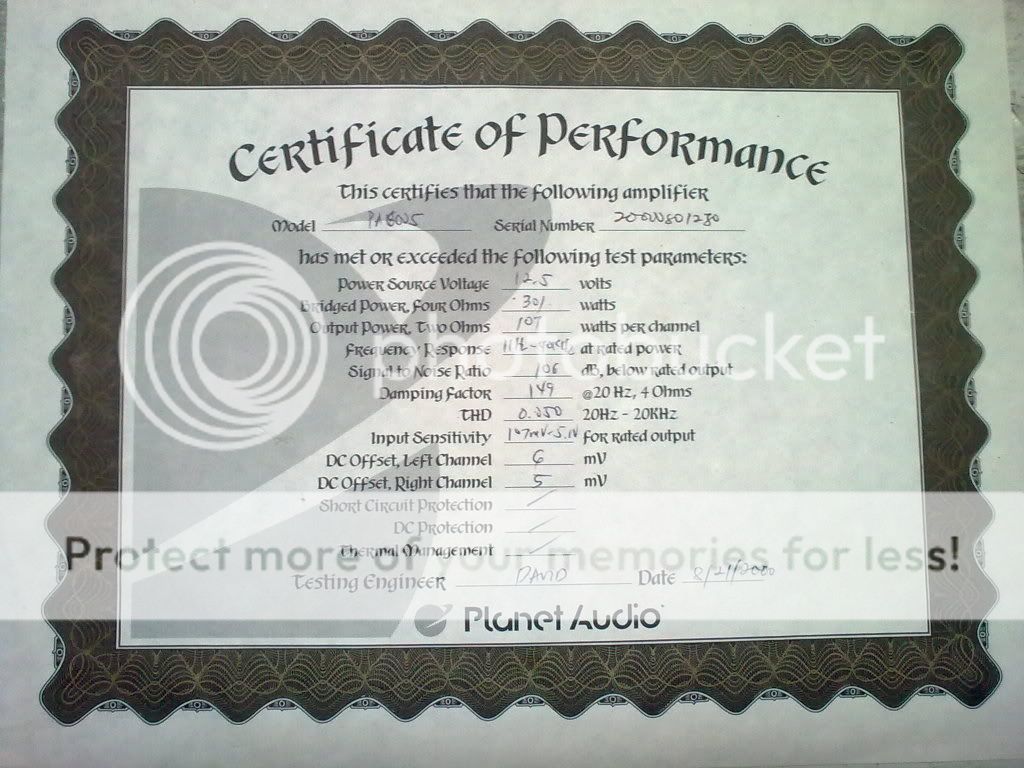 Certificate of Performance
This certifies that the following amplifier
Model Serial Number
has met or exceeded the following test parameters:
Power Source Voltage 12.5 volts
Bridged Power, Four Ohms 301 watts
Output Power, Two Ohms 107 watts per channel
Frequency Response at rated power
Signal to Noise Ratio 106 dB, below rated output
Damping Factor 149 @20 Hz, 4 Ohms
THD 0.050 20Hz - 20KHz
Input Sensitivity for Rated output
DC Offset, Left Channel 6 mV
DC Offset, Right Channel 5 mV
Short Circuit Protection
DC Protection
Thermal Management
Testing Engineer DAVID Date 8/21/2000
Planet Audio
photobucket
Protect more of your memories for less!